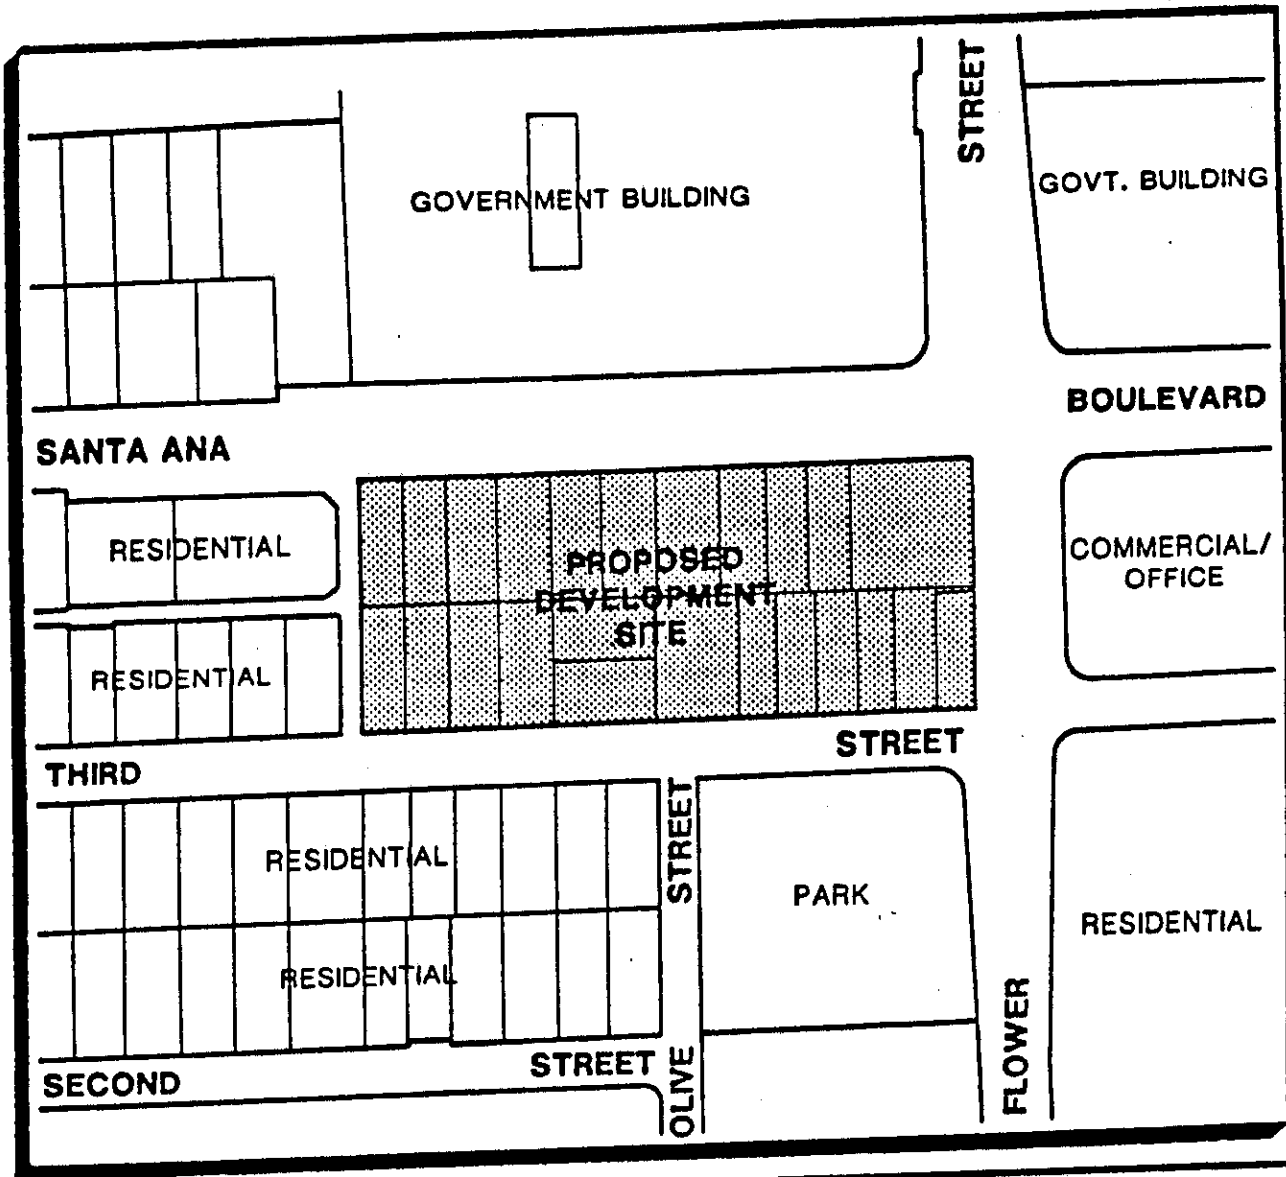 STREET
GOVERNMENT BUILDING
GOVT. BUILDING
BOULEVARD
SANTA ANA
RESIDENTIAL
PROPOSED
DEVELOPMENT
SITE
COMMERCIAL/
OFFICE
RESIDENTIAL
STREET
THIRD
STREET
RESIDENTIAL
PARK
RESIDENTIAL
RESIDENTIAL
FLOWER
STREET
OLIVE
SECOND